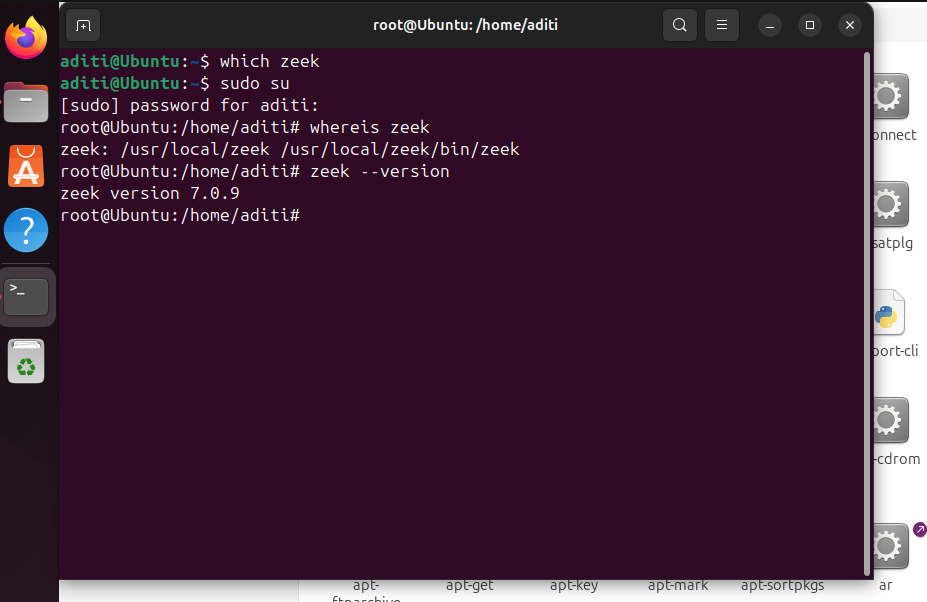 root@Ubuntu: /home/aditi
aditi@Ubuntu:~$ which zeek
aditi@Ubuntu:~$ sudo su
[sudo] password for aditi:
root@Ubuntu:/home/aditi# whereis zeek
zeek: /usr/local/zeek /usr/local/zeek/bin/zeek
root@Ubuntu:/home/aditi# zeek --version
zeek version 7.0.9
root@Ubuntu:/home/aditi#
>_
onnect
satplg
port-cli
-cdrom
apt- apt-get apt-key apt-mark apt-sortpkgs ar
ftparchive